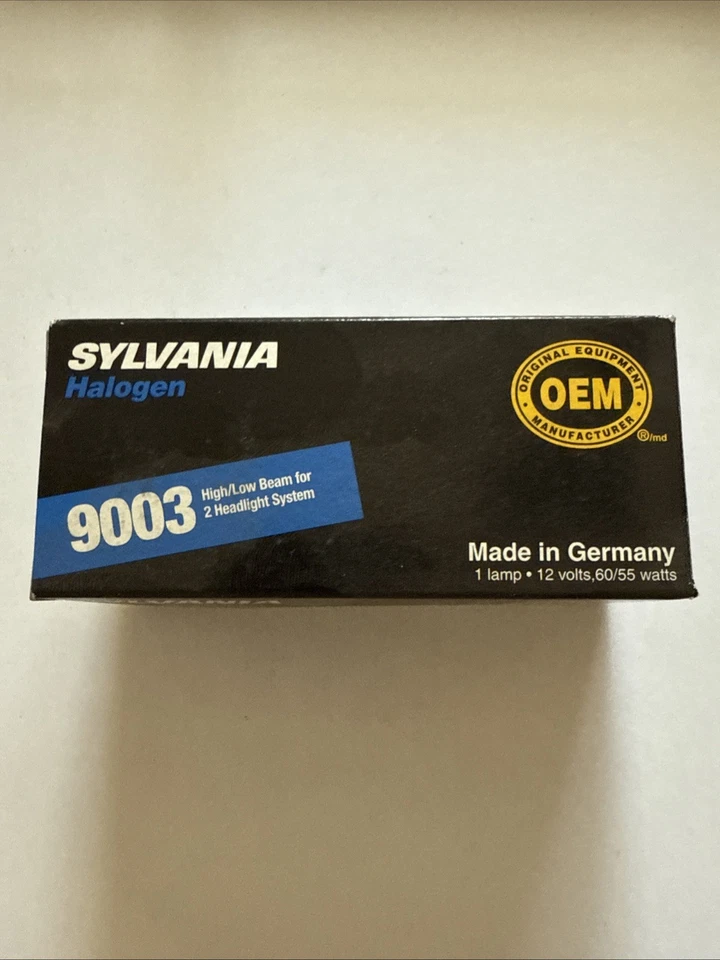 SYLVANIA
Halogen
ORIGINAL EQUIPMENT
OEM
MANUFACTURER
®/md
9003
High/Low Beam for
2 Headlight System
Made in Germany
1 lamp • 12 volts,60/55 watts
SYLVANIA